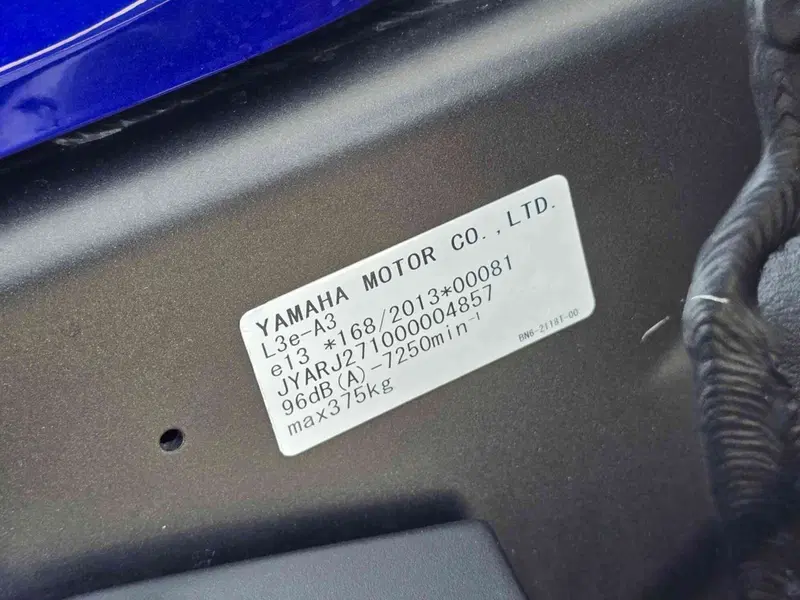 YAMAHA MOTOR CO.,LTD.
L3e-A3
e13 *168/2013*00081
JYARJ271000004857
96dB(A)-7250min⁻¹
max375kg
BN6-2118T-00